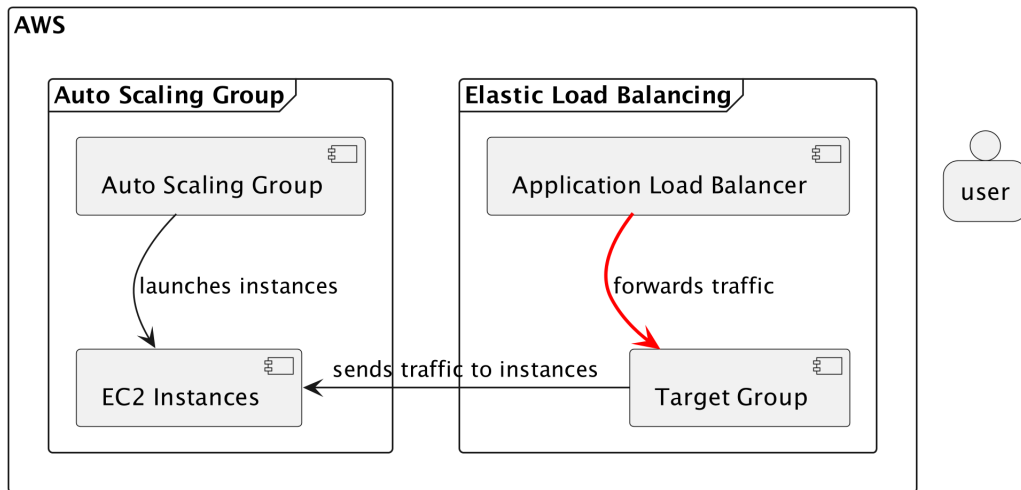 AWS
Auto Scaling Group
Elastic Load Balancing
Auto Scaling Group
Application Load Balancer
user
launches instances
forwards traffic
sends traffic to instances
EC2 Instances
Target Group